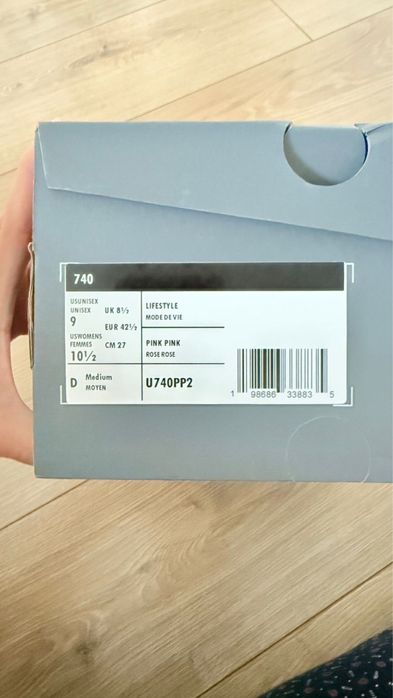 740
USUNISEX
UNISEX
9
UK 8½
EUR 42½
USWOMENS
FEMMES
10½
CM 27
D Medium
MOYEN
LIFESTYLE
MODE DE VIE
PINK PINK
ROSE ROSE
U740PP2
1 98686 33883 5